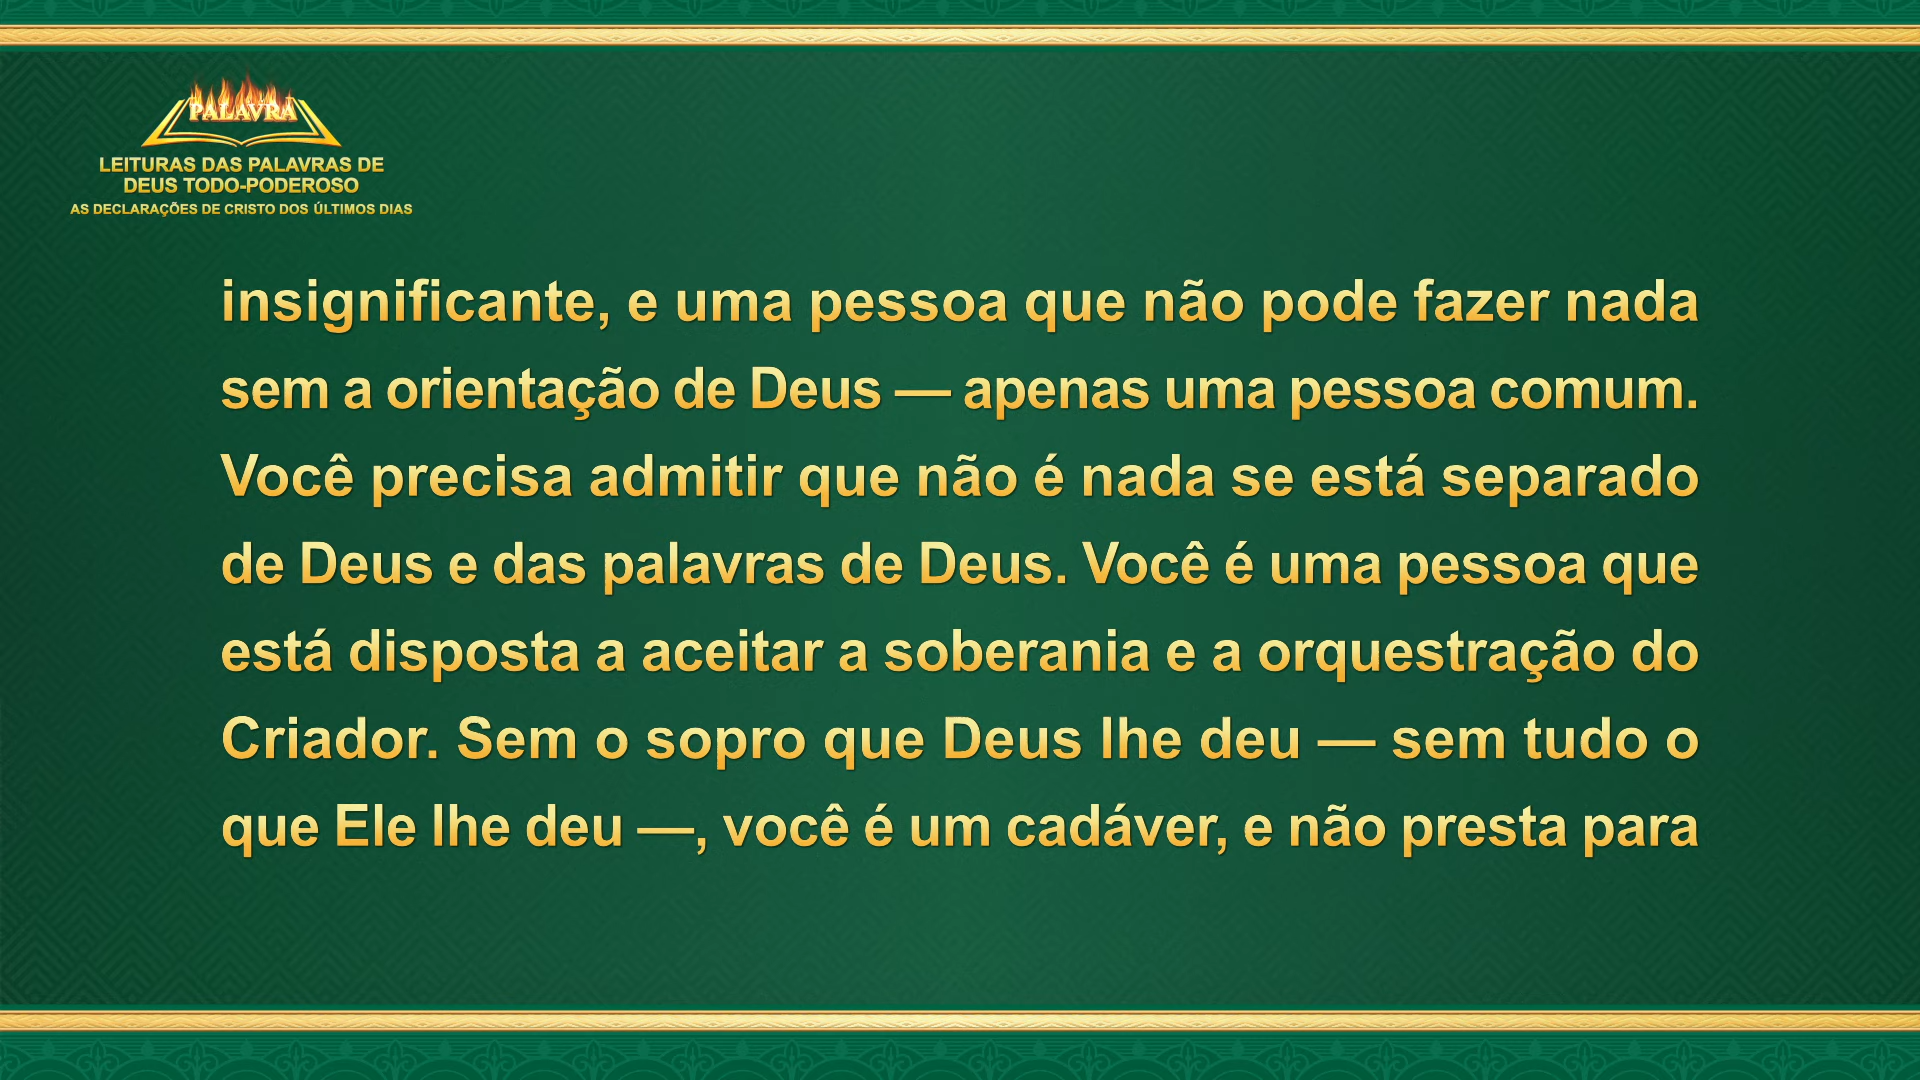 PALAVRA
LEITURAS DAS PALAVRAS DE
DEUS TODO-PODEROSO
AS DECLARAÇÕES DE CRISTO DOS ÚLTIMOS DIAS
insignificante, e uma pessoa que não pode fazer nada
sem a orientação de Deus — apenas uma pessoa comum.
Você precisa admitir que não é nada se está separado
de Deus e das palavras de Deus. Você é uma pessoa que
está disposta a aceitar a soberania e a orquestração do
Criador. Sem o sopro que Deus lhe deu — sem tudo o
que Ele lhe deu —, você é um cadáver, e não presta para